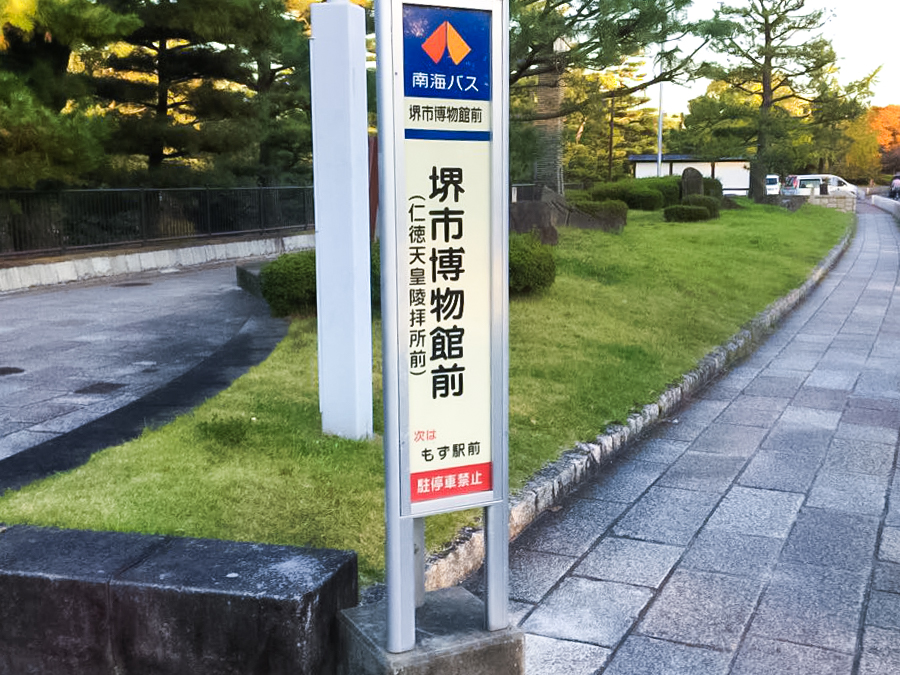 南海バス
堺市博物館前
堺市博物館前
(仁徳天皇陵拝所前)
次は
もず駅前
駐停車禁止